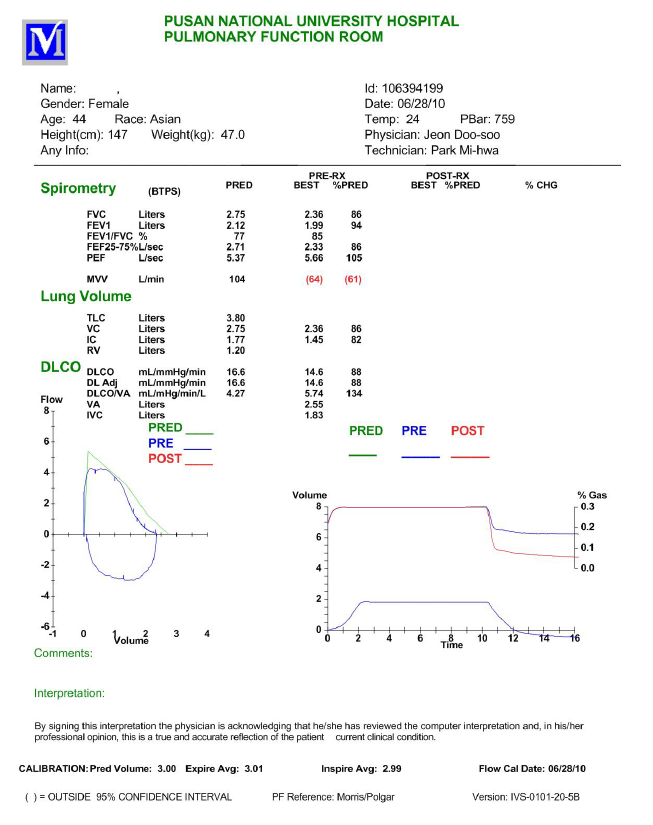 M
PUSAN NATIONAL UNIVERSITY HOSPITAL
PULMONARY FUNCTION ROOM
Name: , Id: 106394199
Gender: Female Date: 06/28/10
Age: 44 Race: Asian Temp: 24 PBar: 759
Height(cm): 147 Weight(kg): 47.0 Physician: Jeon Doo-soo
Any Info: Technician: Park Mi-hwa
PRE-RX POST-RX
Spirometry (BTPS) PRED BEST %PRED BEST %PRED % CHG
FVC Liters 2.75 2.36 86
FEV1 Liters 2.12 1.99 94
FEV1/FVC % 77 85
FEF25-75%L/sec 2.71 2.33 86
PEF L/sec 5.37 5.66 105
MVV L/min 104 (64) (61)
Lung Volume
TLC Liters 3.80
VC Liters 2.75 2.36 86
IC Liters 1.77 1.45 82
RV Liters 1.20
DLCO
DLCO mL/mmHg/min 16.6 14.6 88
DL Adj mL/mmHg/min 16.6 14.6 88
DLCO/VA mL/mHg/min/L 4.27 5.74 134
VA Liters 2.55
IVC Liters 1.83
Flow
8
6
4
2
0
-2
-4
-6
-1 0 1 2 3 4
Volume
PRED
PRE
POST
PRED PRE POST
Volume % Gas
8
6
4
2
0
0.3
0.2
0.1
0.0
0 2 4 6 8 10 12 14 16
Time
Comments:
Interpretation:
By signing this interpretation the physician is acknowledging that he/she has reviewed the computer interpretation and, in his/her
professional opinion, this is a true and accurate reflection of the patient current clinical condition.
CALIBRATION: Pred Volume: 3.00 Expire Avg: 3.01 Inspire Avg: 2.99 Flow Cal Date: 06/28/10
( ) = OUTSIDE 95% CONFIDENCE INTERVAL PF Reference: Morris/Polgar Version: IVS-0101-20-5B